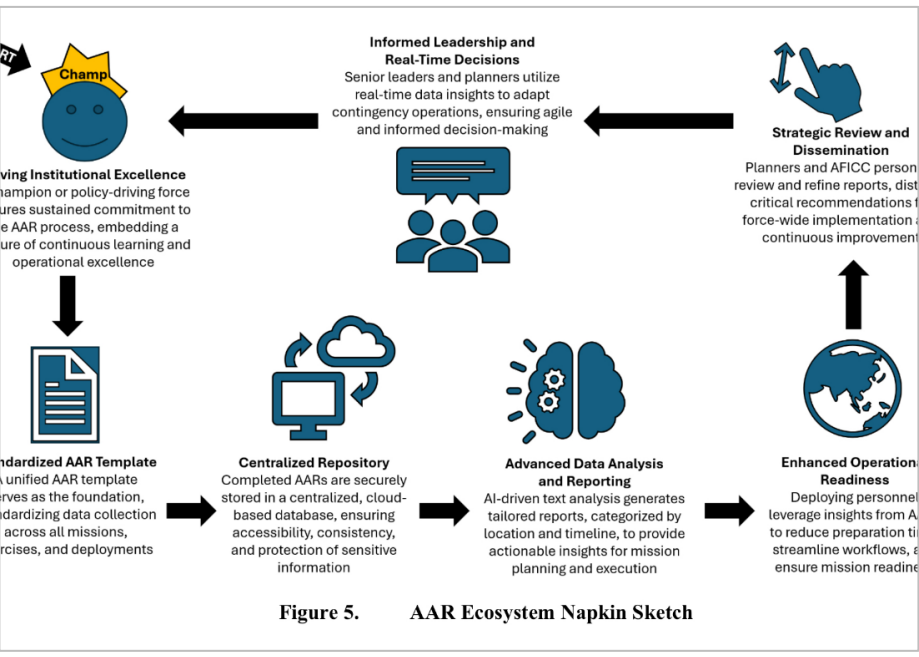 RT
Champ
ving Institutional Excellence
hampion or policy-driving force
ures sustained commitment to
e AAR process, embedding a
ure of continuous learning and
operational excellence
Informed Leadership and
Real-Time Decisions
Senior leaders and planners utilize
real-time data insights to adapt
contingency operations, ensuring agile
and informed decision-making
Strategic Review and
Dissemination
Planners and AFICC person
review and refine reports, dist
critical recommendations f
force-wide implementation a
continuous improvement
ndardized AAR Template
A unified AAR template
erves as the foundation,
dardizing data collection
across all missions,
rcises, and deployments
Centralized Repository
Completed AARs are securely
stored in a centralized, cloud-
based database, ensuring
accessibility, consistency,
and protection of sensitive
information
Advanced Data Analysis
and Reporting
AI-driven text analysis generates
tailored reports, categorized by
location and timeline, to provide
actionable insights for mission
planning and execution
Enhanced Operationa
Readiness
Deploying personnel
leverage insights from A
to reduce preparation ti
streamline workflows, a
ensure mission readine
Figure 5. AAR Ecosystem Napkin Sketch